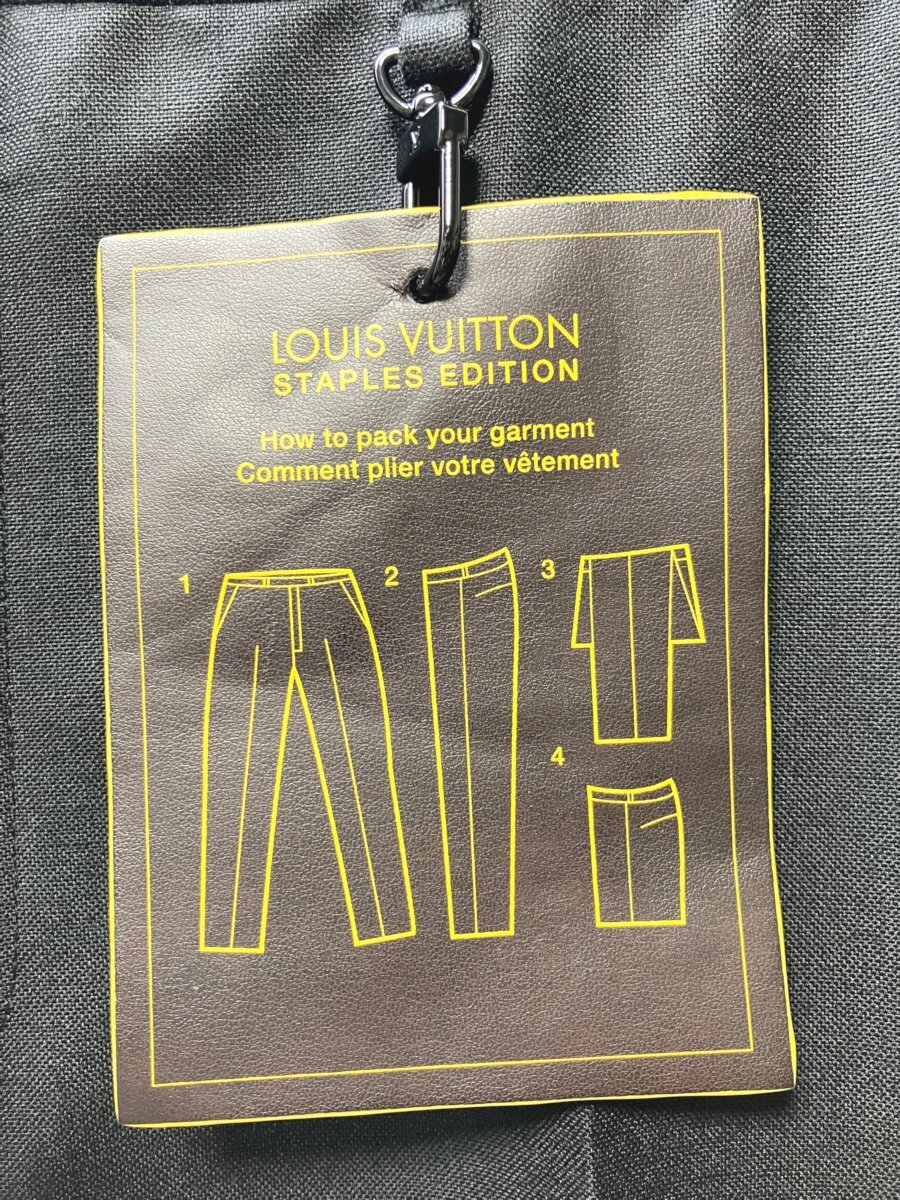 LOUIS VUITTON
STAPLES EDITION
How to pack your garment
Comment plier votre vêtement
1
2
3
4